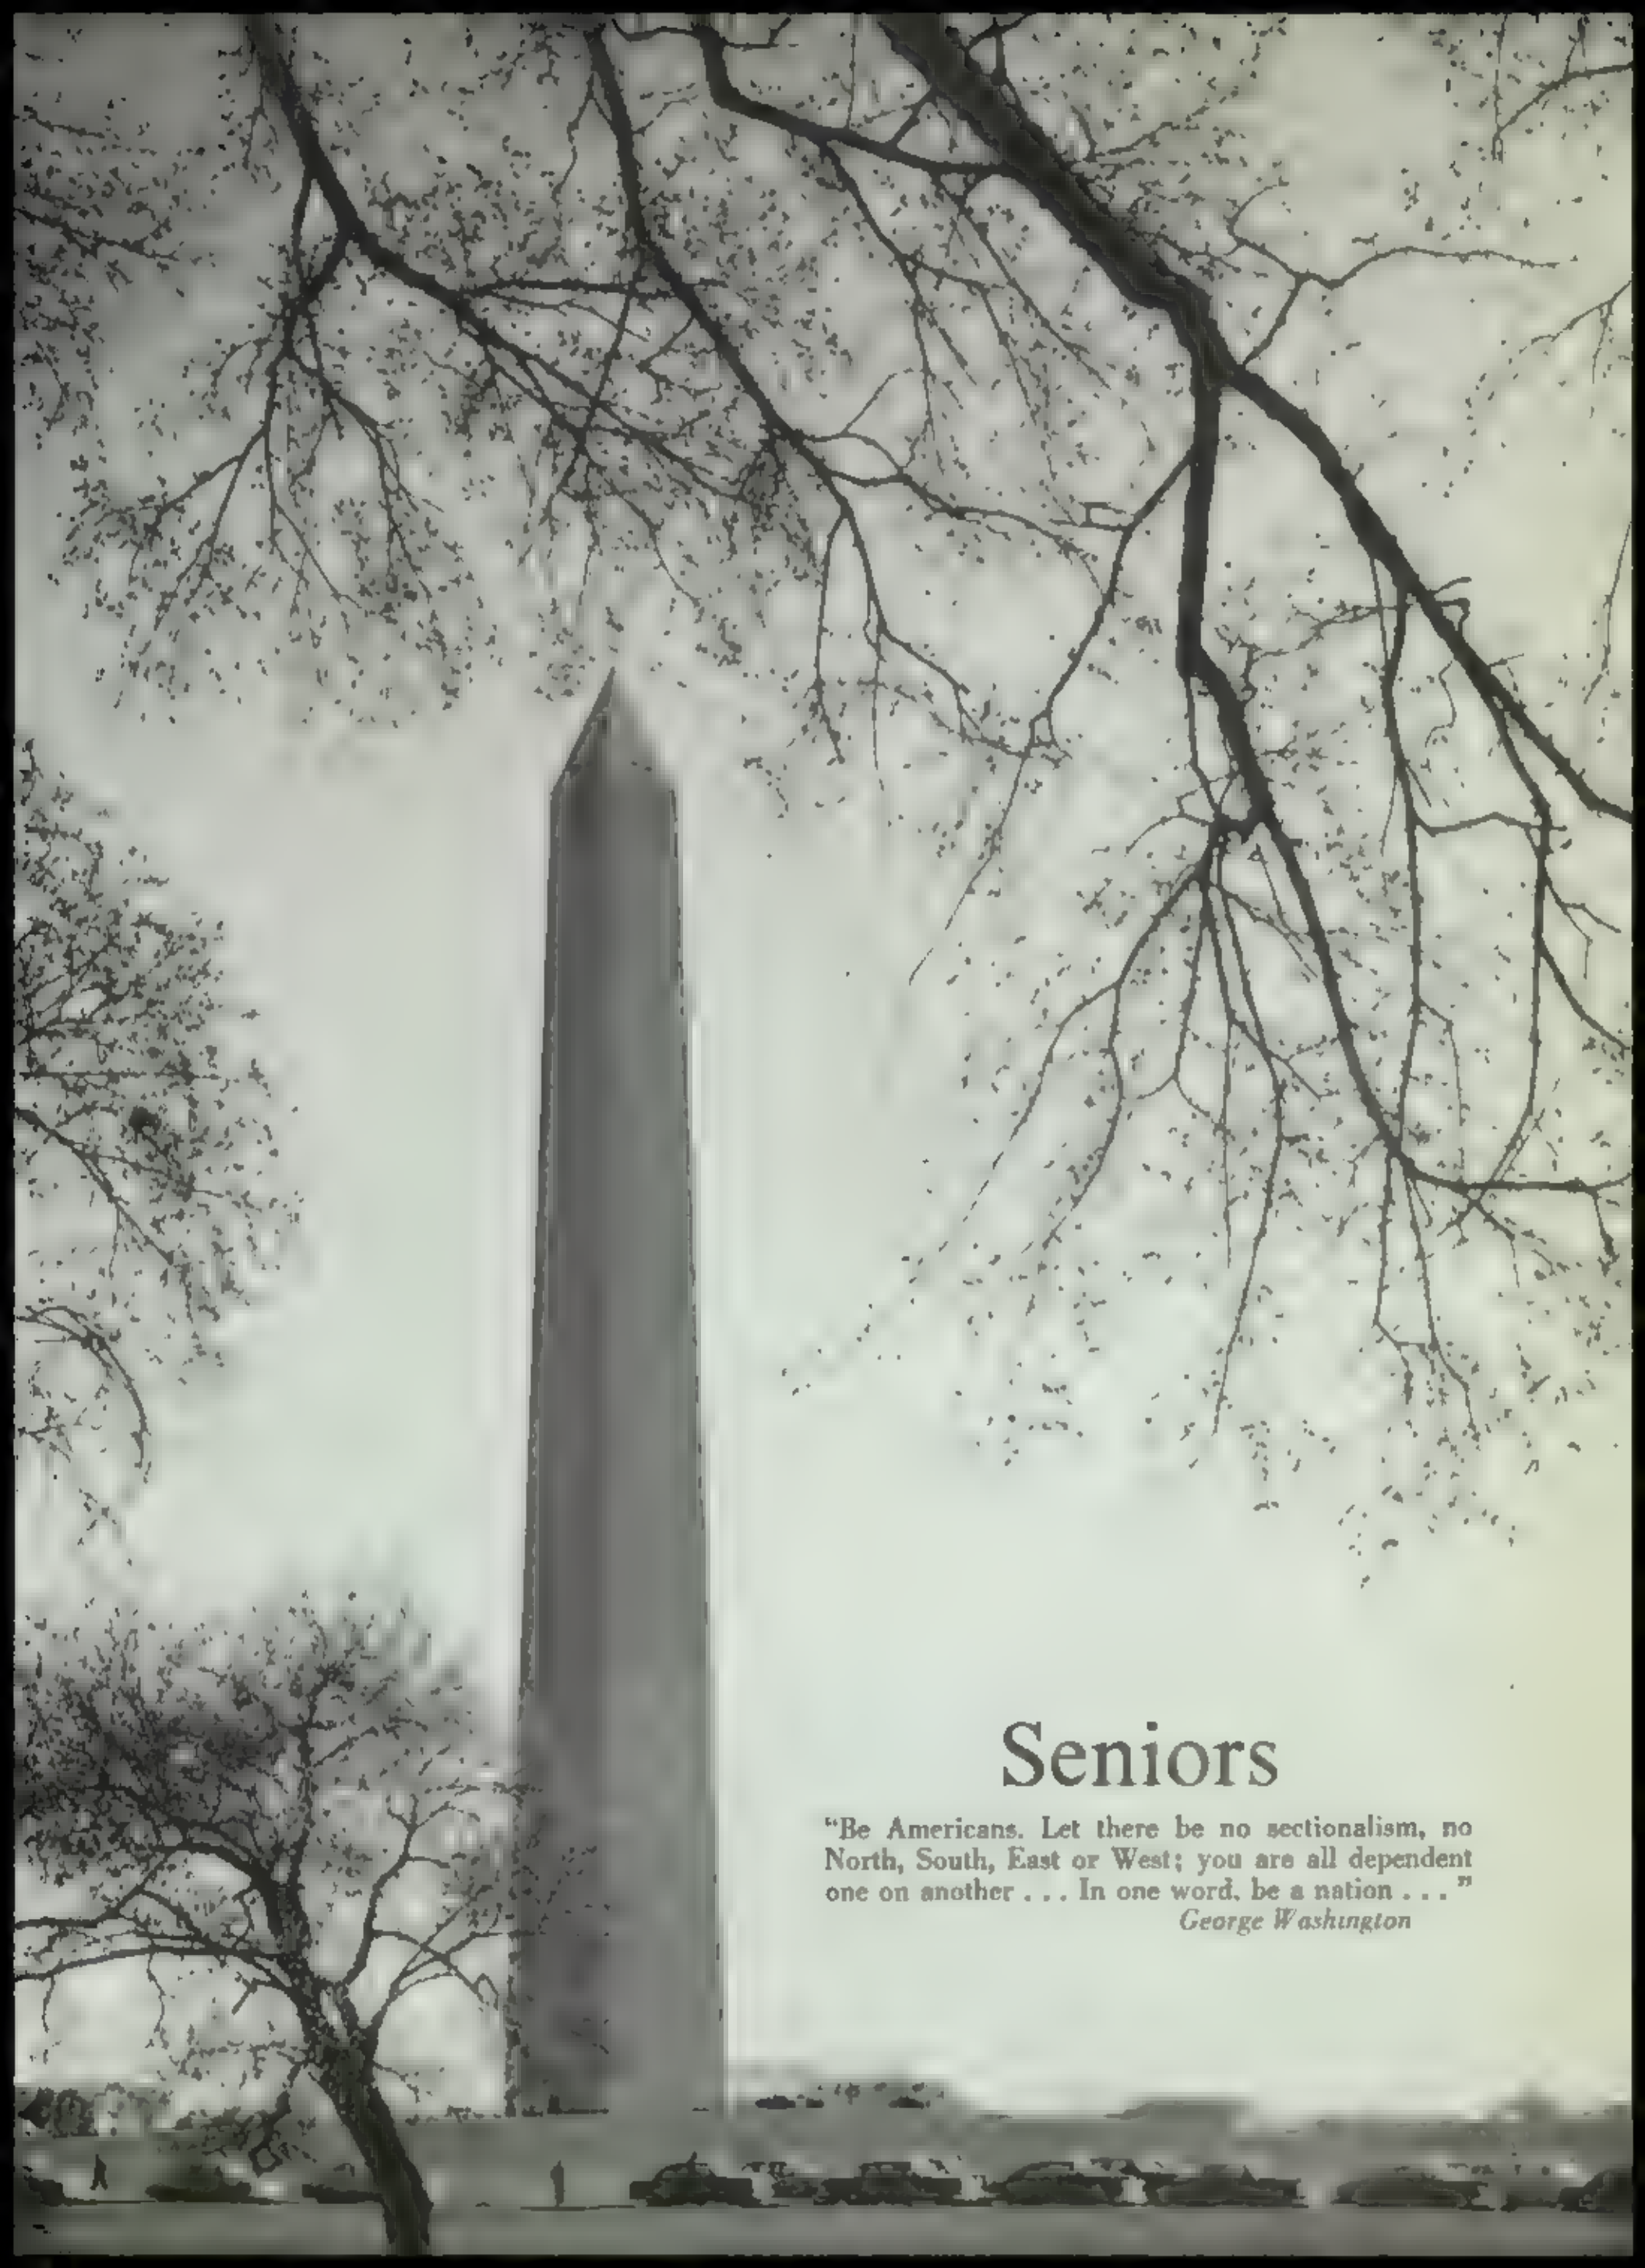 Seniors
“Be Americans. Let there be no sectionalism, no
North, South, East or West; you are all dependent
one on another . . . In one word, be a nation . . . ”
George Washington